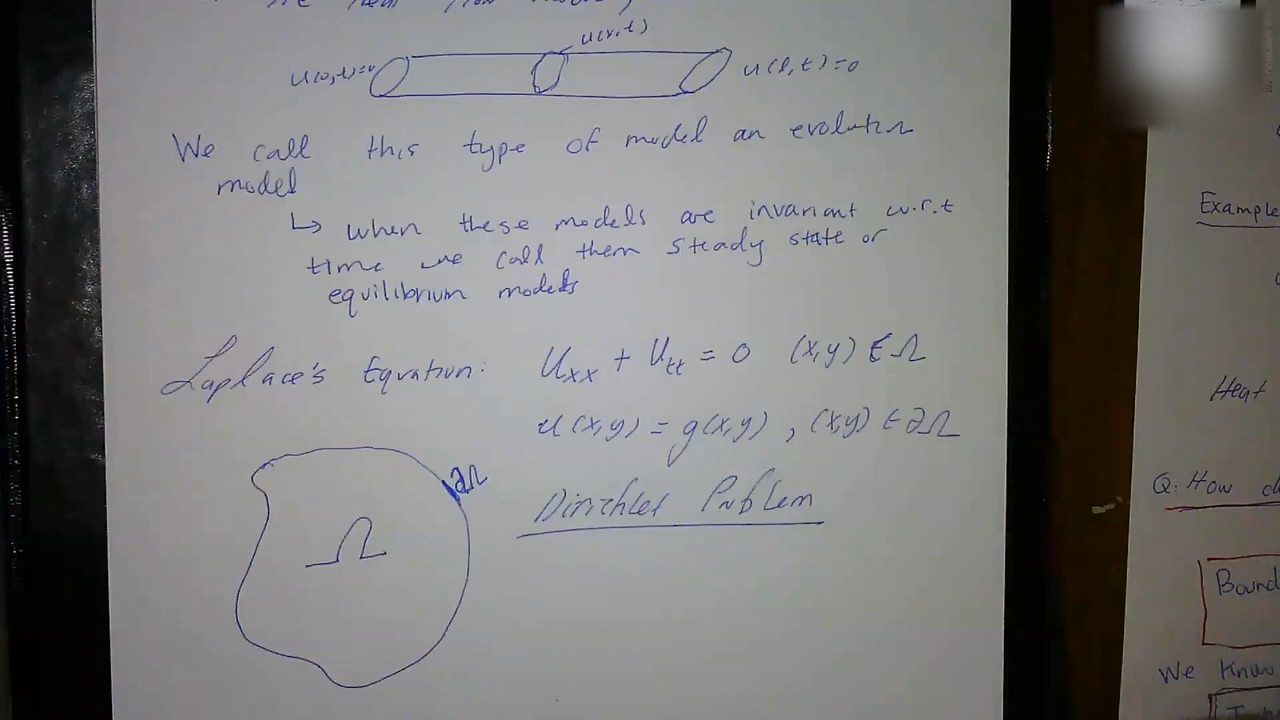 u(x,t)
u(0,t)=0
u(l,t)=0
We call this type of model an evolution
model
↳ when these models are invariant w.r.t
time we call them steady state or
equilibrium models
Laplace's Equation: Uxx + Utt = 0 (x,y) ∈ Ω
u(x,y) = g(x,y), (x,y) ∈ ∂Ω
∂Ω
Dirichlet Problem
Ω
Example
Heat
Q: How
Bound
We Know